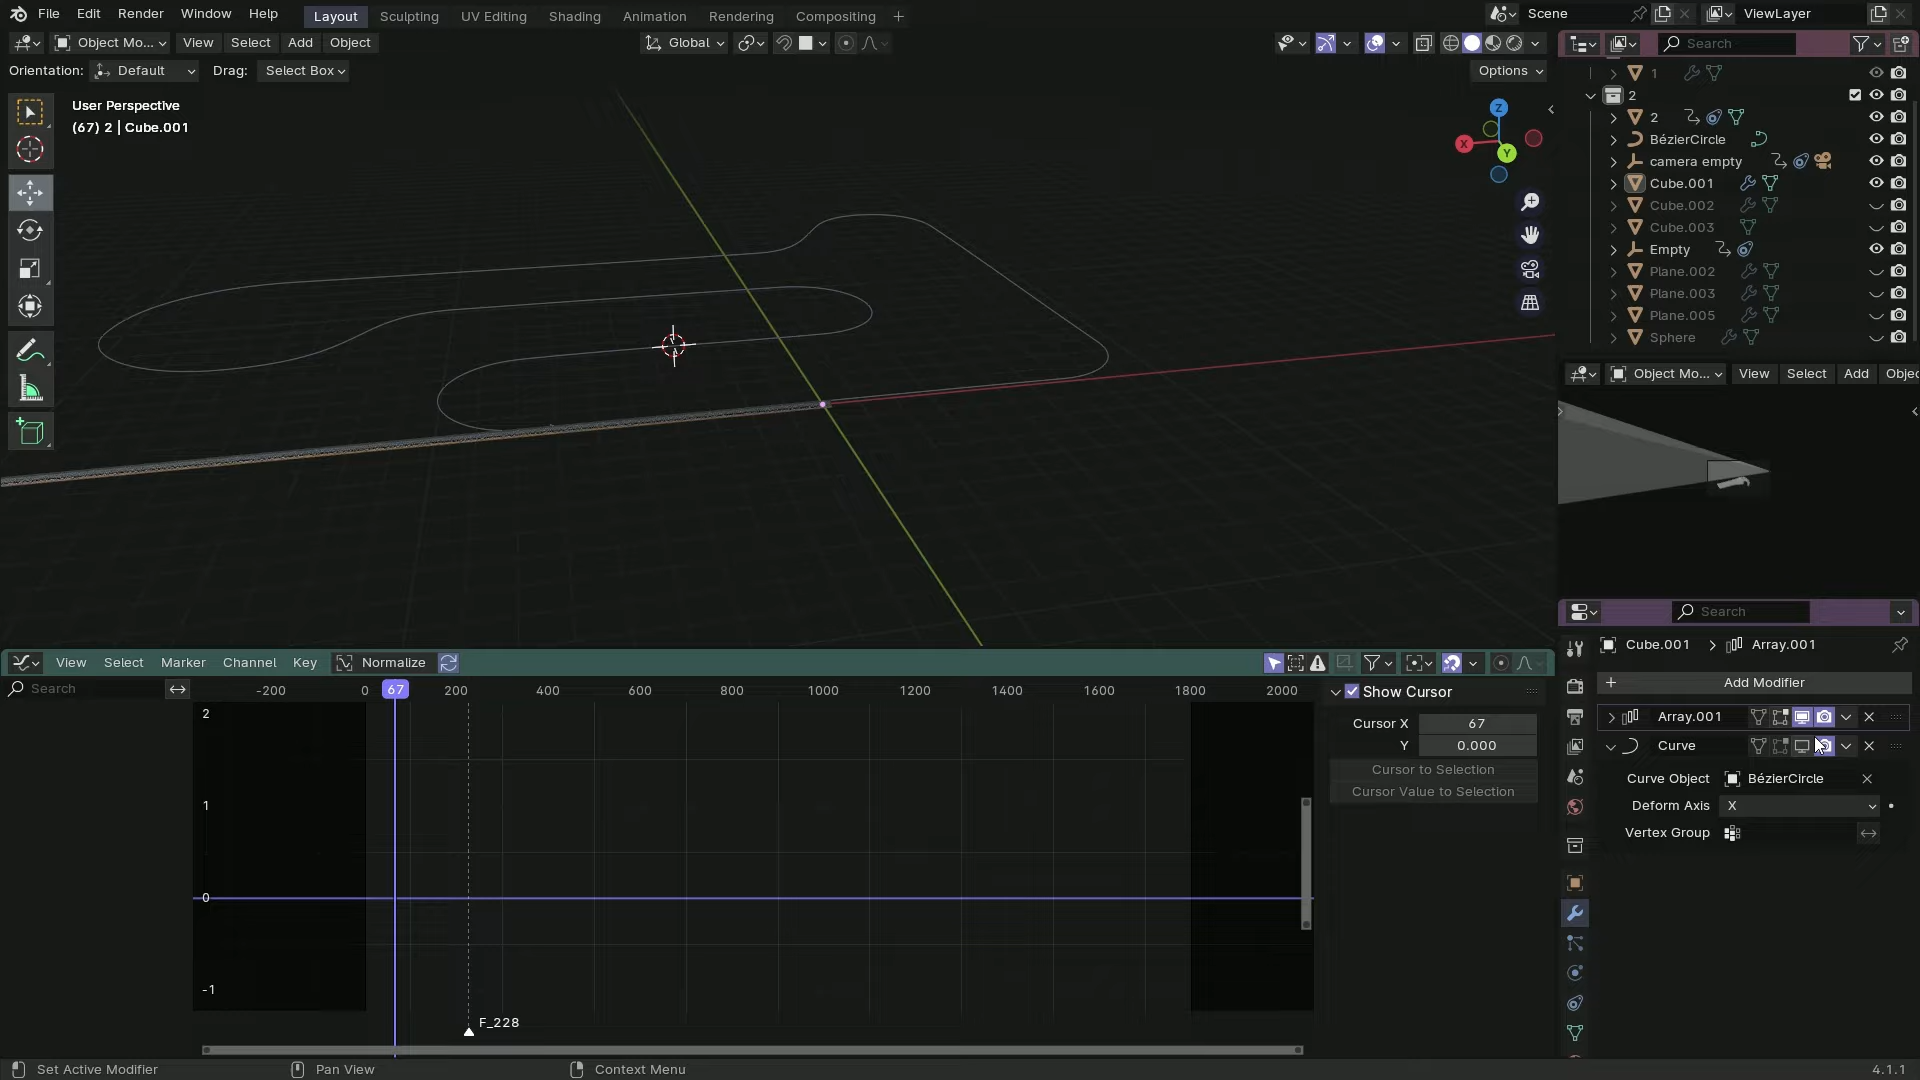 File Edit Render Window Help Layout Sculpting UV Editing Shading Animation Rendering Compositing + Scene ViewLayer
Object Mo... View Select Add Object Global Search
Orientation: Default Drag: Select Box Options
User Perspective
(67) 2 | Cube.001
Z
X
Y
1
2
2
BézierCircle
camera empty
Cube.001
Cube.002
Cube.003
Empty
Plane.002
Plane.003
Plane.005
Sphere
Object Mo... View Select Add Objec
Search
Cube.001 > Array.001
+ Add Modifier
Array.001
Curve
Curve Object BézierCircle
Deform Axis X
Vertex Group
View Select Marker Channel Key Normalize
Search
-200 0 67 200 400 600 800 1000 1200 1400 1600 1800 2000
2
1
0
-1
F_228
Show Cursor
Cursor X 67
Y 0.000
Cursor to Selection
Cursor Value to Selection
Set Active Modifier Pan View Context Menu 4.1.1